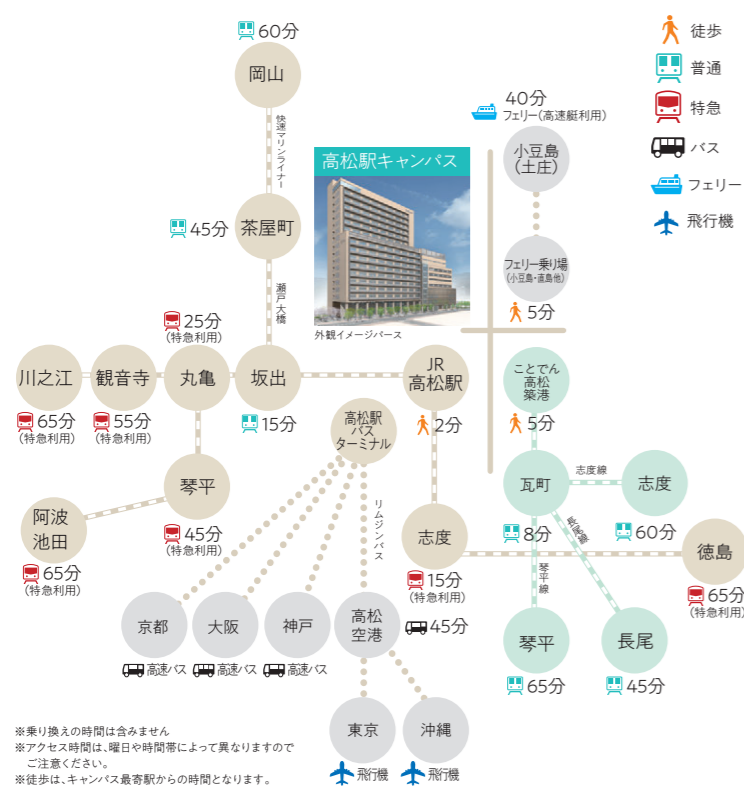 60分
岡山
快速マリンライナー
45分
茶屋町
瀬戸大橋
高松駅キャンパス
外観イメージパース
40分
フェリー(高速艇利用)
小豆島
(土庄)
フェリー乗り場
(小豆島・直島他)
5分
徒歩
普通
特急
バス
フェリー
飛行機
25分
(特急利用)
川之江
65分
(特急利用)
観音寺
55分
(特急利用)
丸亀
坂出
15分
JR
高松駅
2分
ことでん
高松
築港
5分
高松駅
バス
ターミナル
リムジンバス
琴平
45分
(特急利用)
阿波
池田
65分
(特急利用)
志度
15分
(特急利用)
瓦町
8分
志度線
志度
60分
長尾線
琴平線
徳島
65分
(特急利用)
京都
高速バス
大阪
高速バス
神戸
高速バス
高松
空港
45分
琴平
65分
長尾
45分
東京
飛行機
沖縄
飛行機
※乗り換えの時間は含みません
※アクセス時間は、曜日や時間帯によって異なりますので
ご注意ください。
※徒歩は、キャンパス最寄駅からの時間となります。